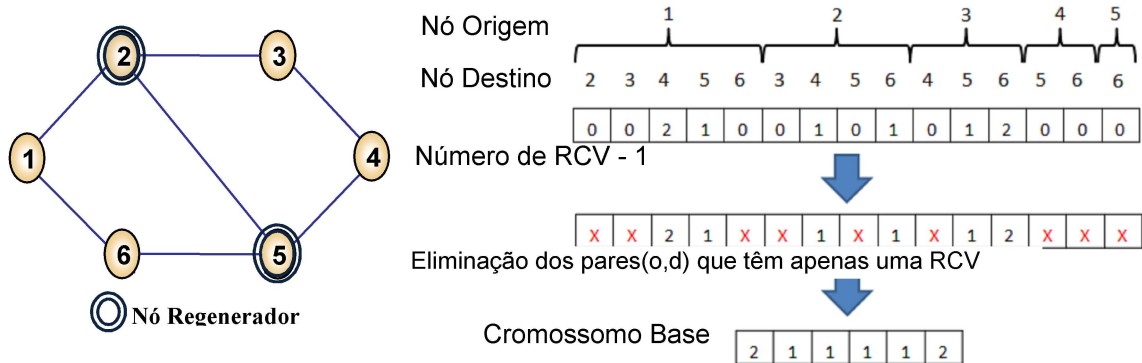 2
3
1
4
6
5
Nó Regenerador
Nó Origem
1 2 3 4 5
Nó Destino
2 3 4 5 6 3 4 5 6 4 5 6 5 6 6
0 0 2 1 0 0 1 0 1 0 1 2 0 0 0
Número de RCV - 1
X X 2 1 X X 1 X 1 X 1 2 X X X
Eliminação dos pares(o,d) que têm apenas uma RCV
Cromossomo Base
2 1 1 1 1 2